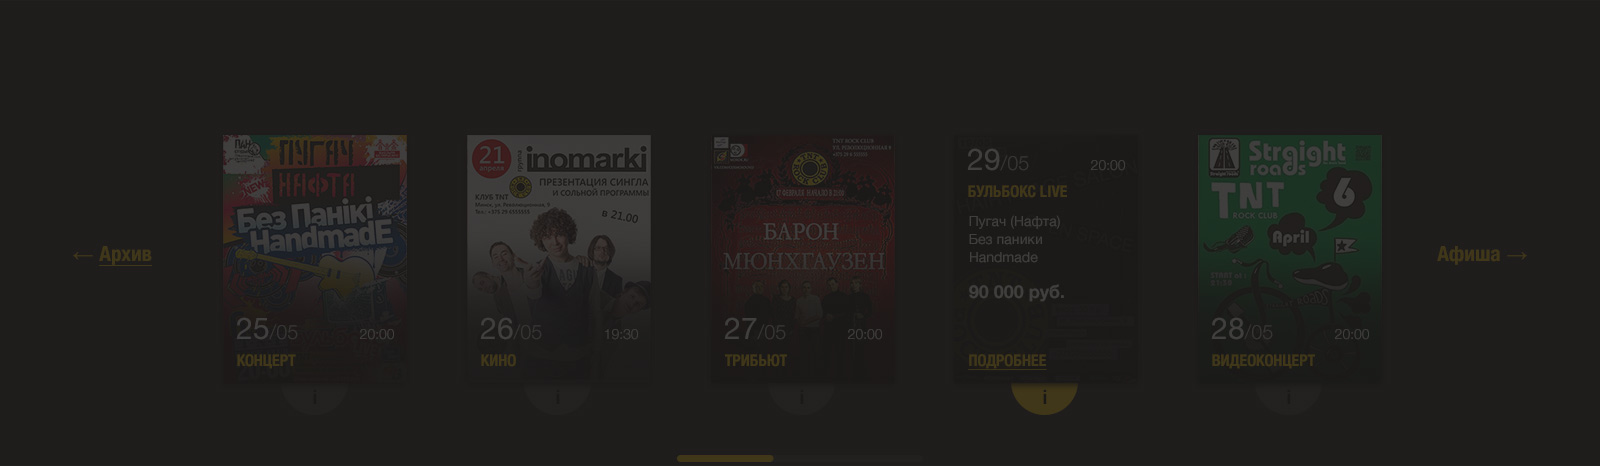 ← Архив
ПУГАЧ
НАФТА
NEW
Без Панікі
HandmadE
25/05 20:00
КОНЦЕРТ
i
21
апреля
группа
inomarki
ПРЕЗЕНТАЦИЯ СИНГЛА
И СОЛЬНОЙ ПРОГРАММЫ
КЛУБ TNT
в 21.00
26/05 19:30
КИНО
i
TNT ROCK CLUB
БАРОН
МЮНХГАУЗЕН
27/05 20:00
ТРИБЬЮТ
i
29/05 20:00
БУЛЬБОКС LIVE
Пугач (Нафта)
Без паники
Handmade
90 000 руб.
ПОДРОБНЕЕ
i
Straight
roads
TNT
ROCK CLUB
6
April
28/05 20:00
ВИДЕОКОНЦЕРТ
i
Афиша →